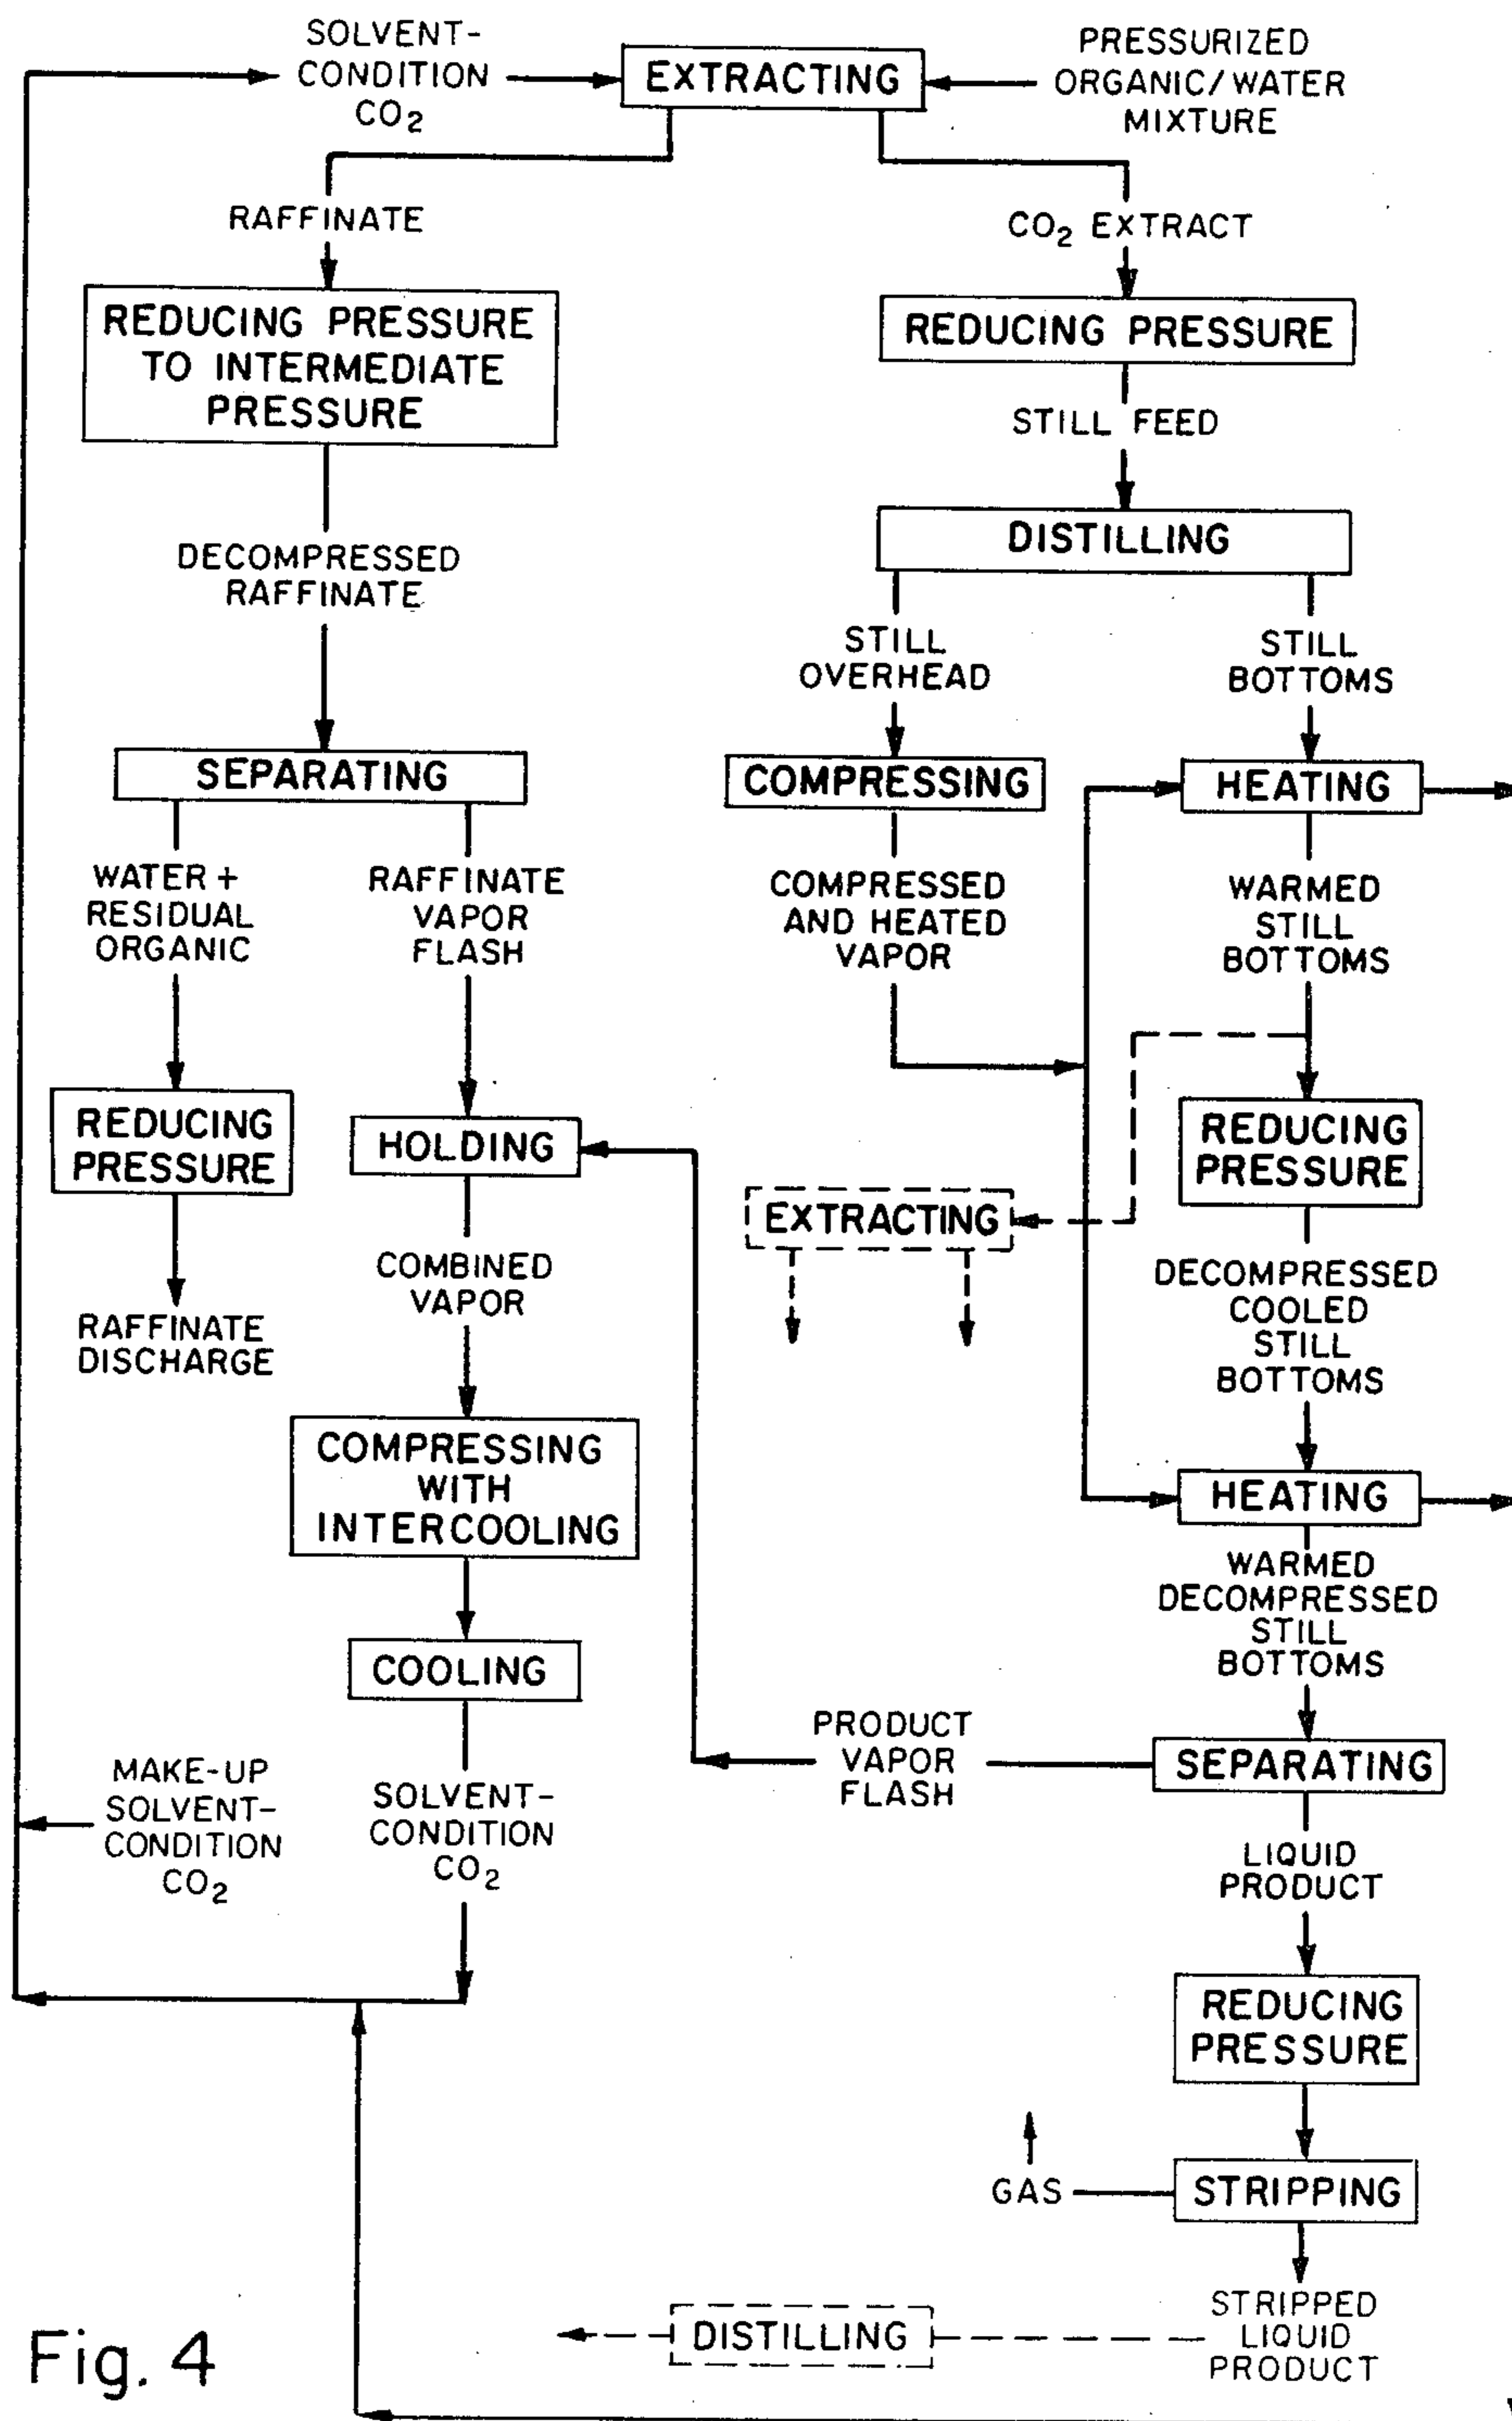 SOLVENT-
CONDITION
CO₂
EXTRACTING
PRESSURIZED
ORGANIC/WATER
MIXTURE
RAFFINATE
CO₂ EXTRACT
REDUCING PRESSURE
TO INTERMEDIATE
PRESSURE
REDUCING PRESSURE
STILL FEED
DISTILLING
DECOMPRESSED
RAFFINATE
STILL
OVERHEAD
STILL
BOTTOMS
SEPARATING
COMPRESSING
HEATING
WATER +
RESIDUAL
ORGANIC
RAFFINATE
VAPOR
FLASH
COMPRESSED
AND HEATED
VAPOR
WARMED
STILL
BOTTOMS
REDUCING
PRESSURE
HOLDING
REDUCING
PRESSURE
EXTRACTING
COMBINED
VAPOR
DECOMPRESSED
COOLED
STILL
BOTTOMS
RAFFINATE
DISCHARGE
COMPRESSING
WITH
INTERCOOLING
HEATING
WARMED
DECOMPRESSED
STILL
BOTTOMS
COOLING
PRODUCT
VAPOR
FLASH
SEPARATING
MAKE-UP
SOLVENT-
CONDITION
CO₂
SOLVENT-
CONDITION
CO₂
LIQUID
PRODUCT
REDUCING
PRESSURE
GAS
STRIPPING
STRIPPED
LIQUID
PRODUCT
DISTILLING
Fig. 4